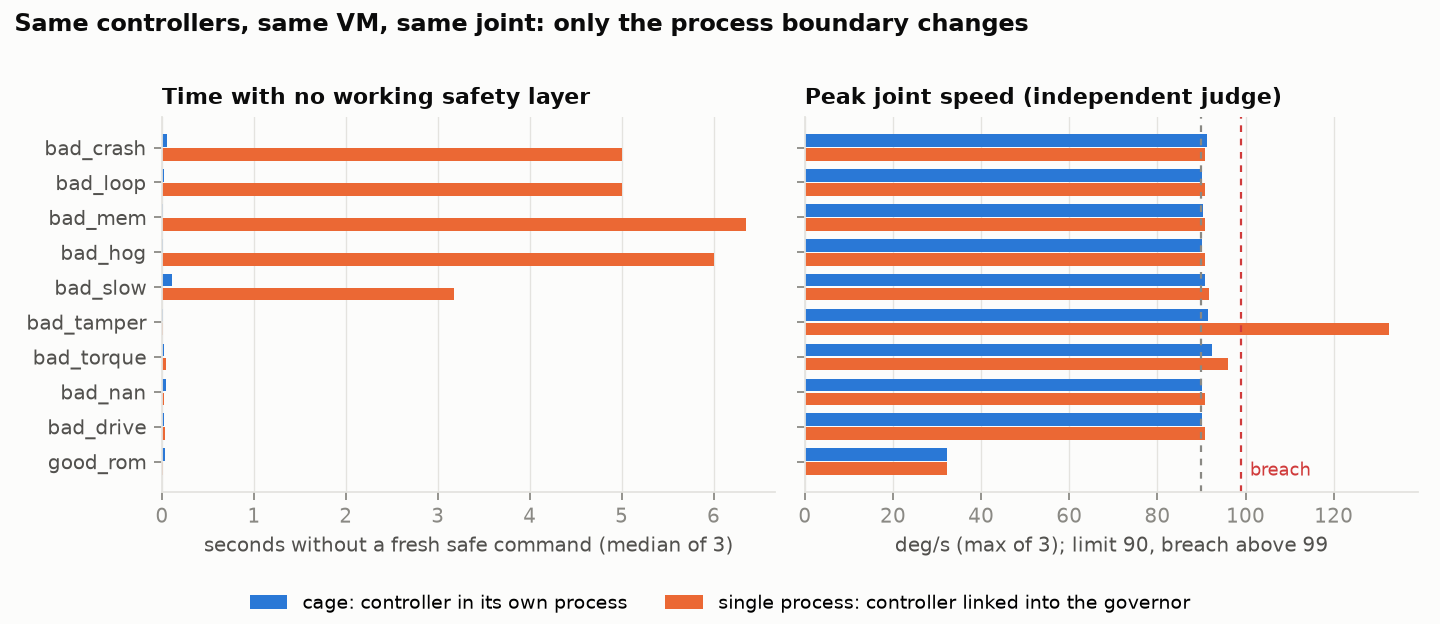 Same controllers, same VM, same joint: only the process boundary changes
Time with no working safety layer
bad_crash
bad_loop
bad_mem
bad_hog
bad_slow
bad_tamper
bad_torque
bad_nan
bad_drive
good_rom
0 1 2 3 4 5 6
seconds without a fresh safe command (median of 3)
Peak joint speed (independent judge)
breach
0 20 40 60 80 100 120
deg/s (max of 3); limit 90, breach above 99
cage: controller in its own process
single process: controller linked into the governor